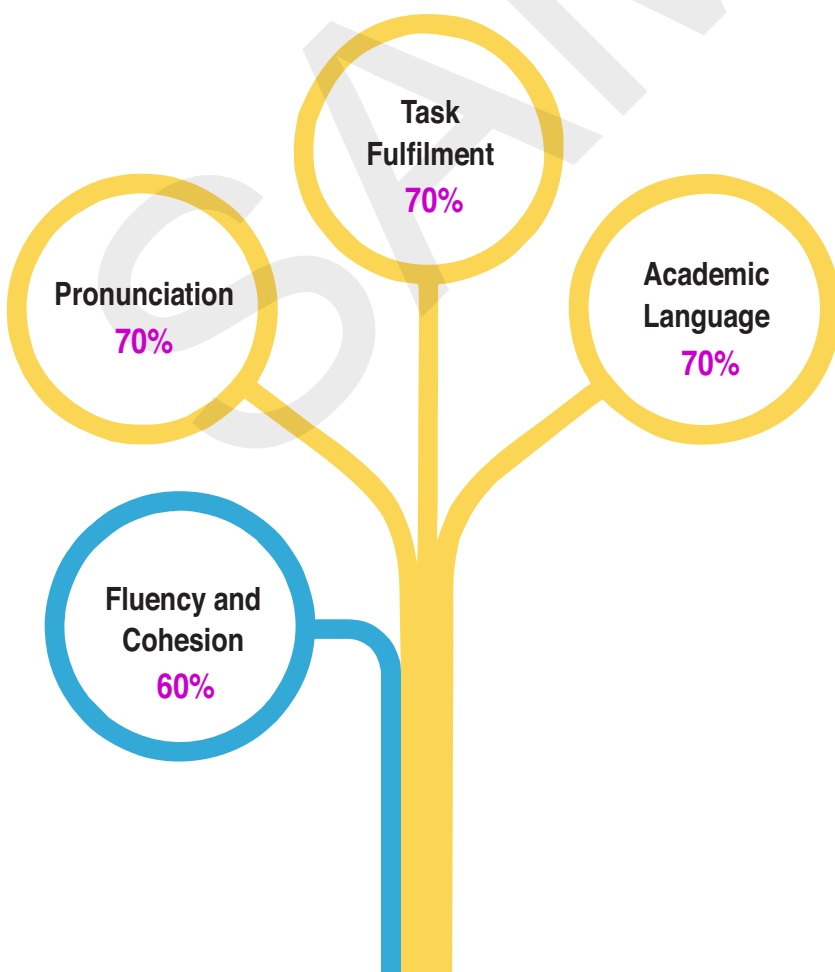 Task
Fulfilment
70%
Pronunciation
70%
Academic
Language
70%
Fluency and
Cohesion
60%